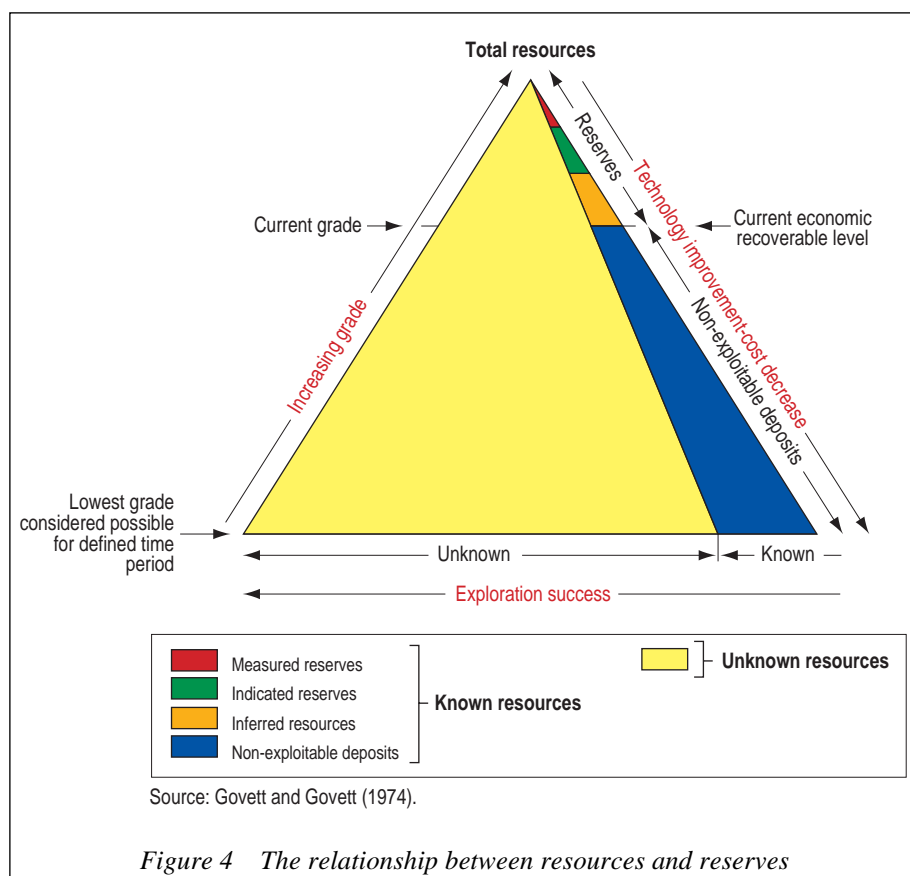 Total resources
Reserves
Technology improvement-cost decrease
Current grade
Current economic
recoverable level
Increasing grade
Non-exploitable deposits
Lowest grade
considered possible
for defined time
period
Unknown
Known
Exploration success
Measured reserves
Indicated reserves
Inferred resources
Non-exploitable deposits
Known resources
Unknown resources
Source: Govett and Govett (1974).
Figure 4 The relationship between resources and reserves